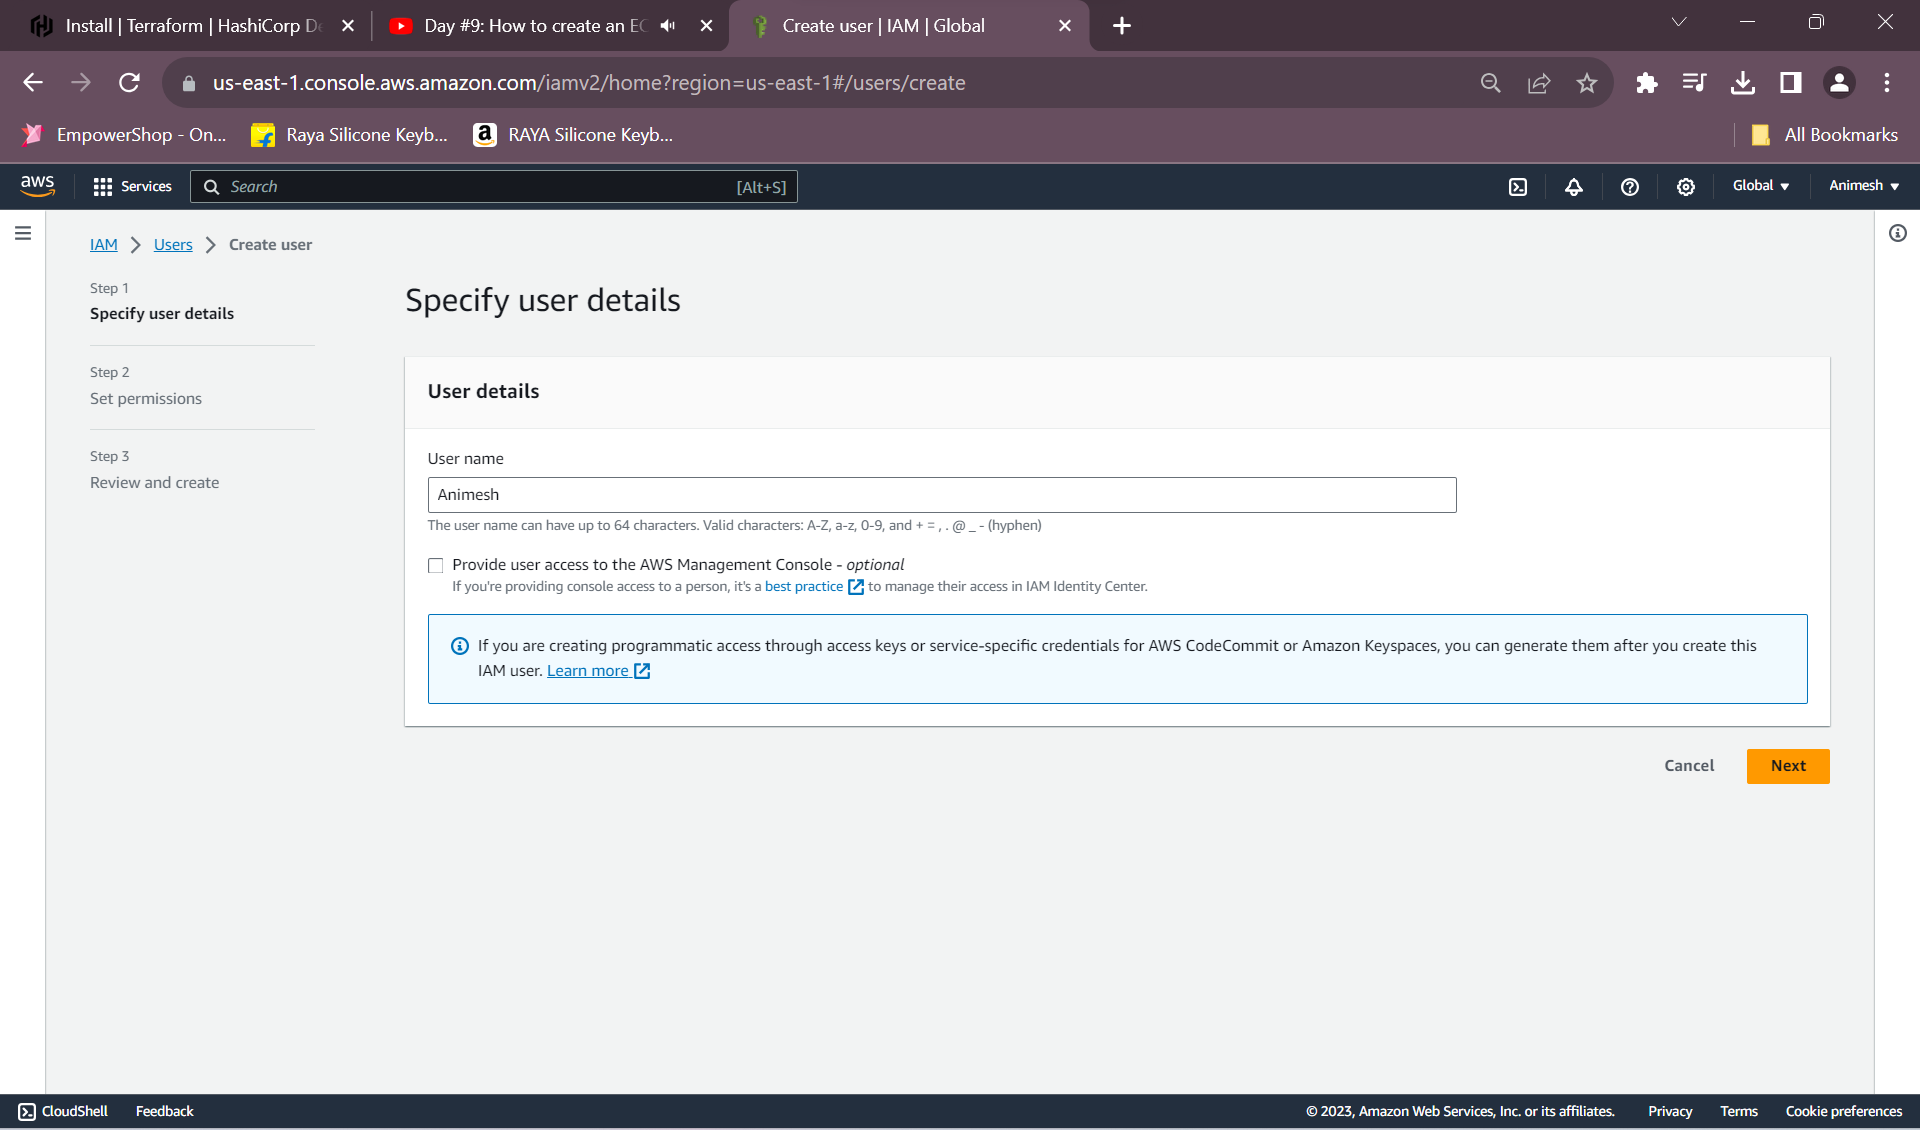 Install | Terraform | HashiCorp De
Day #9: How to create an EC
Create user | IAM | Global
us-east-1.console.aws.amazon.com/iamv2/home?region=us-east-1#/users/create
EmpowerShop - On...
Raya Silicone Keyb...
RAYA Silicone Keyb...
All Bookmarks
aws
Services
Search
[Alt+S]
Global
Animesh
IAM
Users
Create user
Step 1
Specify user details
Step 2
Set permissions
Step 3
Review and create
Specify user details
User details
User name
Animesh
The user name can have up to 64 characters. Valid characters: A-Z, a-z, 0-9, and + = , . @ _ - (hyphen)
Provide user access to the AWS Management Console - optional
If you're providing console access to a person, it's a best practice to manage their access in IAM Identity Center.
If you are creating programmatic access through access keys or service-specific credentials for AWS CodeCommit or Amazon Keyspaces, you can generate them after you create this
IAM user. Learn more
Cancel
Next
CloudShell
Feedback
© 2023, Amazon Web Services, Inc. or its affiliates.
Privacy
Terms
Cookie preferences